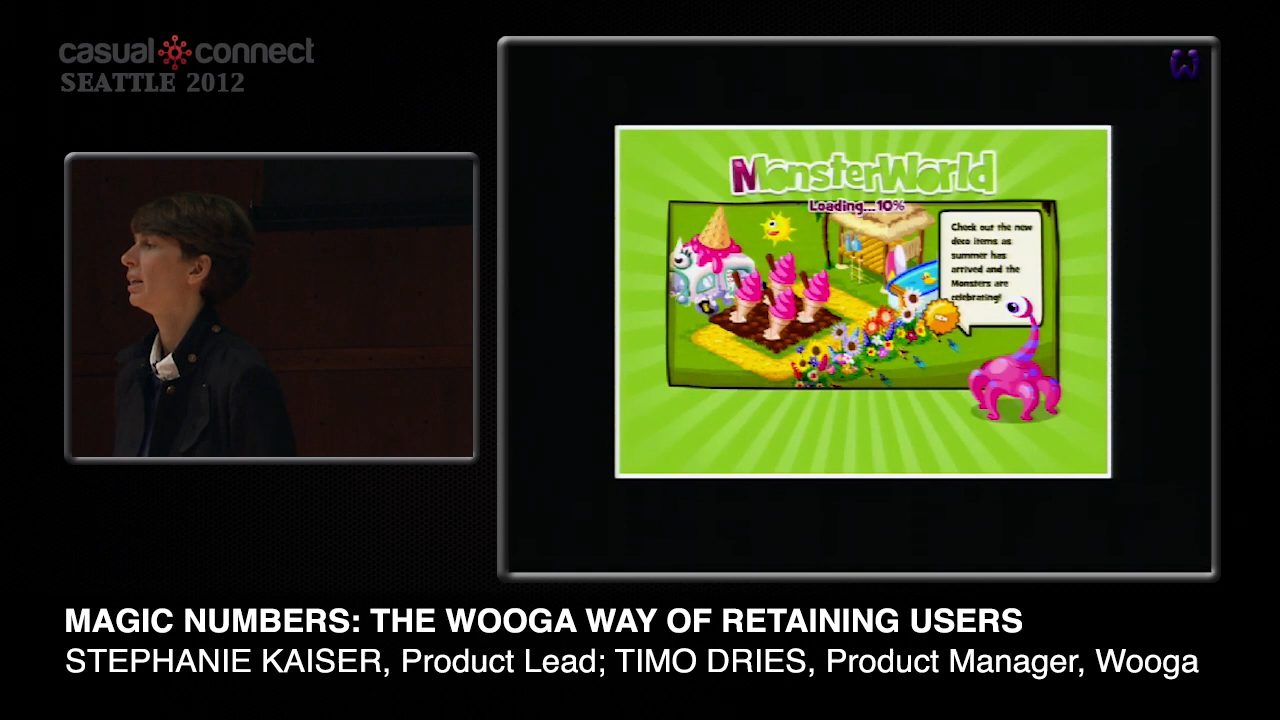 casual connect
SEATTLE 2012
MonsterWorld
Loading...10%
Check out the new
deco items as
summer has
arrived and the
Monsters are
celebrating!
NEW
MAGIC NUMBERS: THE WOOGA WAY OF RETAINING USERS
STEPHANIE KAISER, Product Lead; TIMO DRIES, Product Manager, Wooga